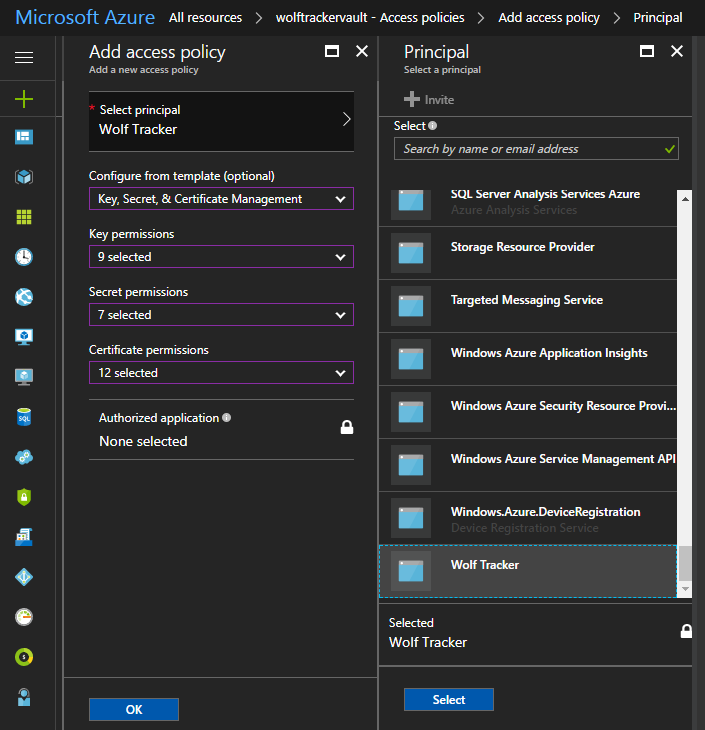 Microsoft Azure All resources > wolftrackervault - Access policies > Add access policy > Principal
Add access policy
Add a new access policy
* Select principal
Wolf Tracker
Configure from template (optional)
Key, Secret, & Certificate Management
Key permissions
9 selected
Secret permissions
7 selected
Certificate permissions
12 selected
Authorized application
None selected
OK
Principal
Select a principal
Invite
Select
Search by name or email address
SQL Server Analysis Services Azure
Azure Analysis Services
Storage Resource Provider
Targeted Messaging Service
Windows Azure Application Insights
Windows Azure Security Resource Provi...
Windows Azure Service Management API
Windows.Azure.DeviceRegistration
Device Registration Service
Wolf Tracker
Selected
Wolf Tracker
Select
SQL